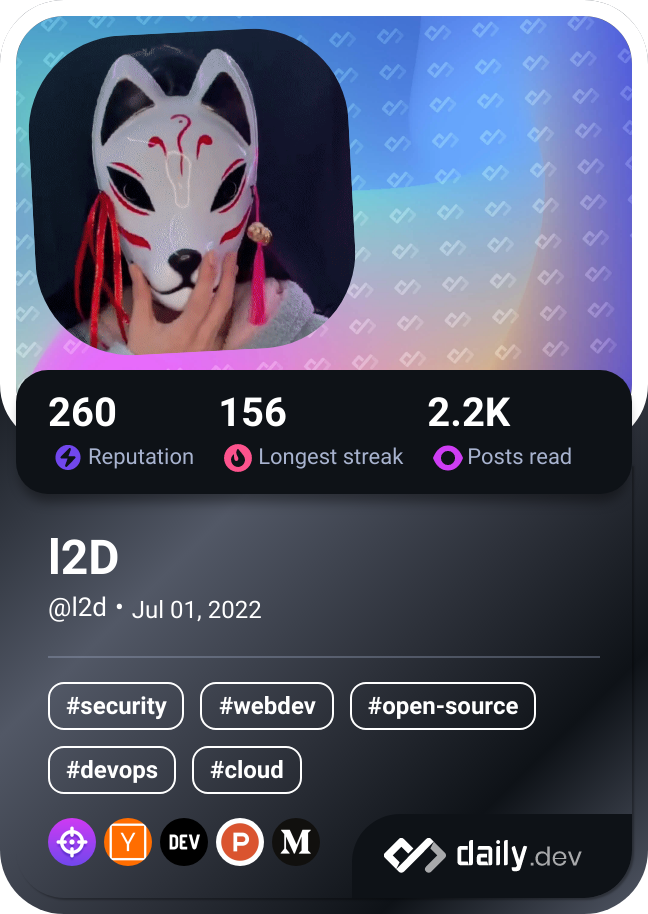 260 156 2.2K
Reputation Longest streak Posts read
l2D
@l2d • Jul 01, 2022
#security #webdev #open-source
#devops #cloud
Y DEV P M
daily.dev